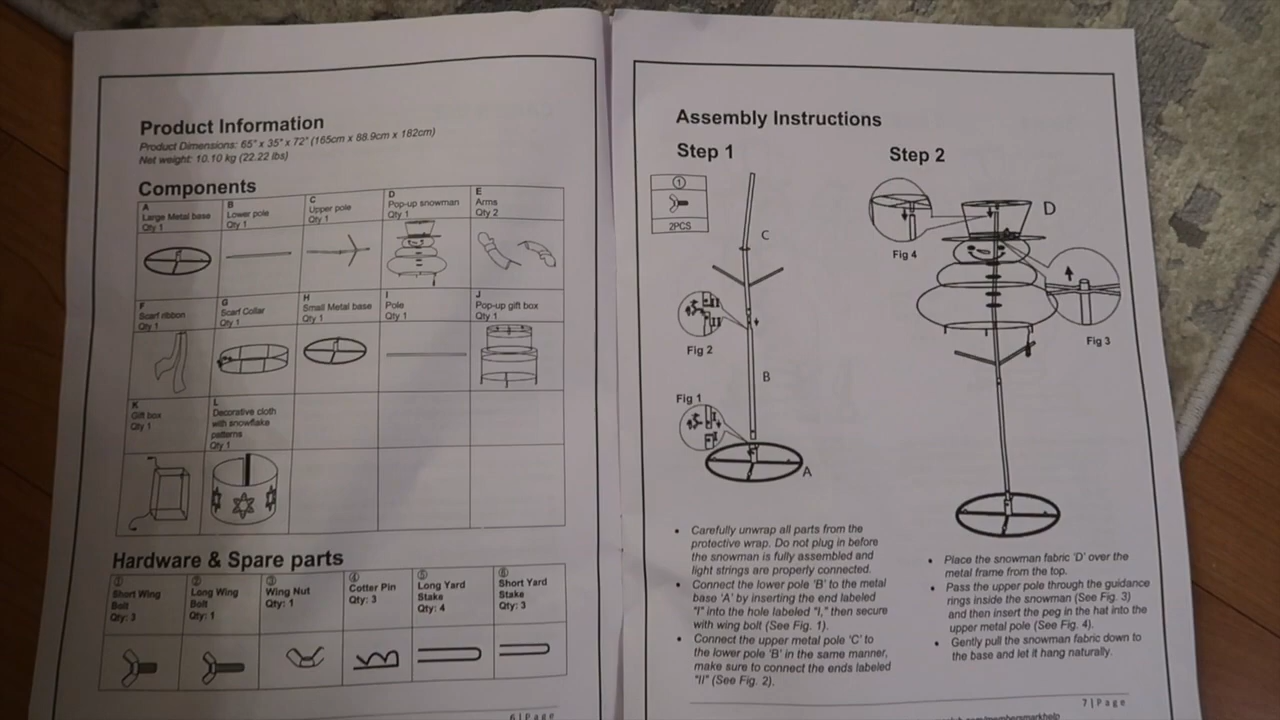 Product Information
Product Dimensions: 65" x 35" x 72" (165cm x 88.9cm x 182cm)
Net weight: 10.10 kg (22.22 lbs)
Components
A
Large Metal base
Qty 1
B
Lower pole
Qty 1
C
Upper pole
Qty 1
D
Pop-up snowman
Qty 1
E
Arms
Qty 2
F
Scarf ribbon
Qty 1
G
Scarf Collar
Qty 1
H
Small Metal base
Qty 1
I
Pole
Qty 1
J
Pop-up gift box
Qty 1
K
Gift box
Qty 1
L
Decorative cloth
with snowflake
patterns
Qty 1
Hardware & Spare parts
①
Short Wing
Bolt
Qty: 3
②
Long Wing
Bolt
Qty: 1
③
Wing Nut
Qty: 1
④
Cotter Pin
Qty: 3
⑤
Long Yard
Stake
Qty: 4
⑥
Short Yard
Stake
Qty: 3
6 | Page
Assembly Instructions
Step 1
①
2PCS
C
Fig 2
B
Fig 1
A
• Carefully unwrap all parts from the
protective wrap. Do not plug in before
the snowman is fully assembled and
light strings are properly connected.
• Connect the lower pole 'B' to the metal
base 'A' by inserting the end labeled
"I" into the hole labeled "I," then secure
with wing bolt (See Fig. 1).
• Connect the upper metal pole 'C' to
the lower pole 'B' in the same manner,
make sure to connect the ends labeled
"II" (See Fig. 2).
Step 2
D
Fig 4
Fig 3
• Place the snowman fabric 'D' over the
metal frame from the top.
• Pass the upper pole through the guidance
rings inside the snowman (See Fig. 3)
and then insert the peg in the hat into the
upper metal pole (See Fig. 4).
• Gently pull the snowman fabric down to
the base and let it hang naturally.
7 | Page